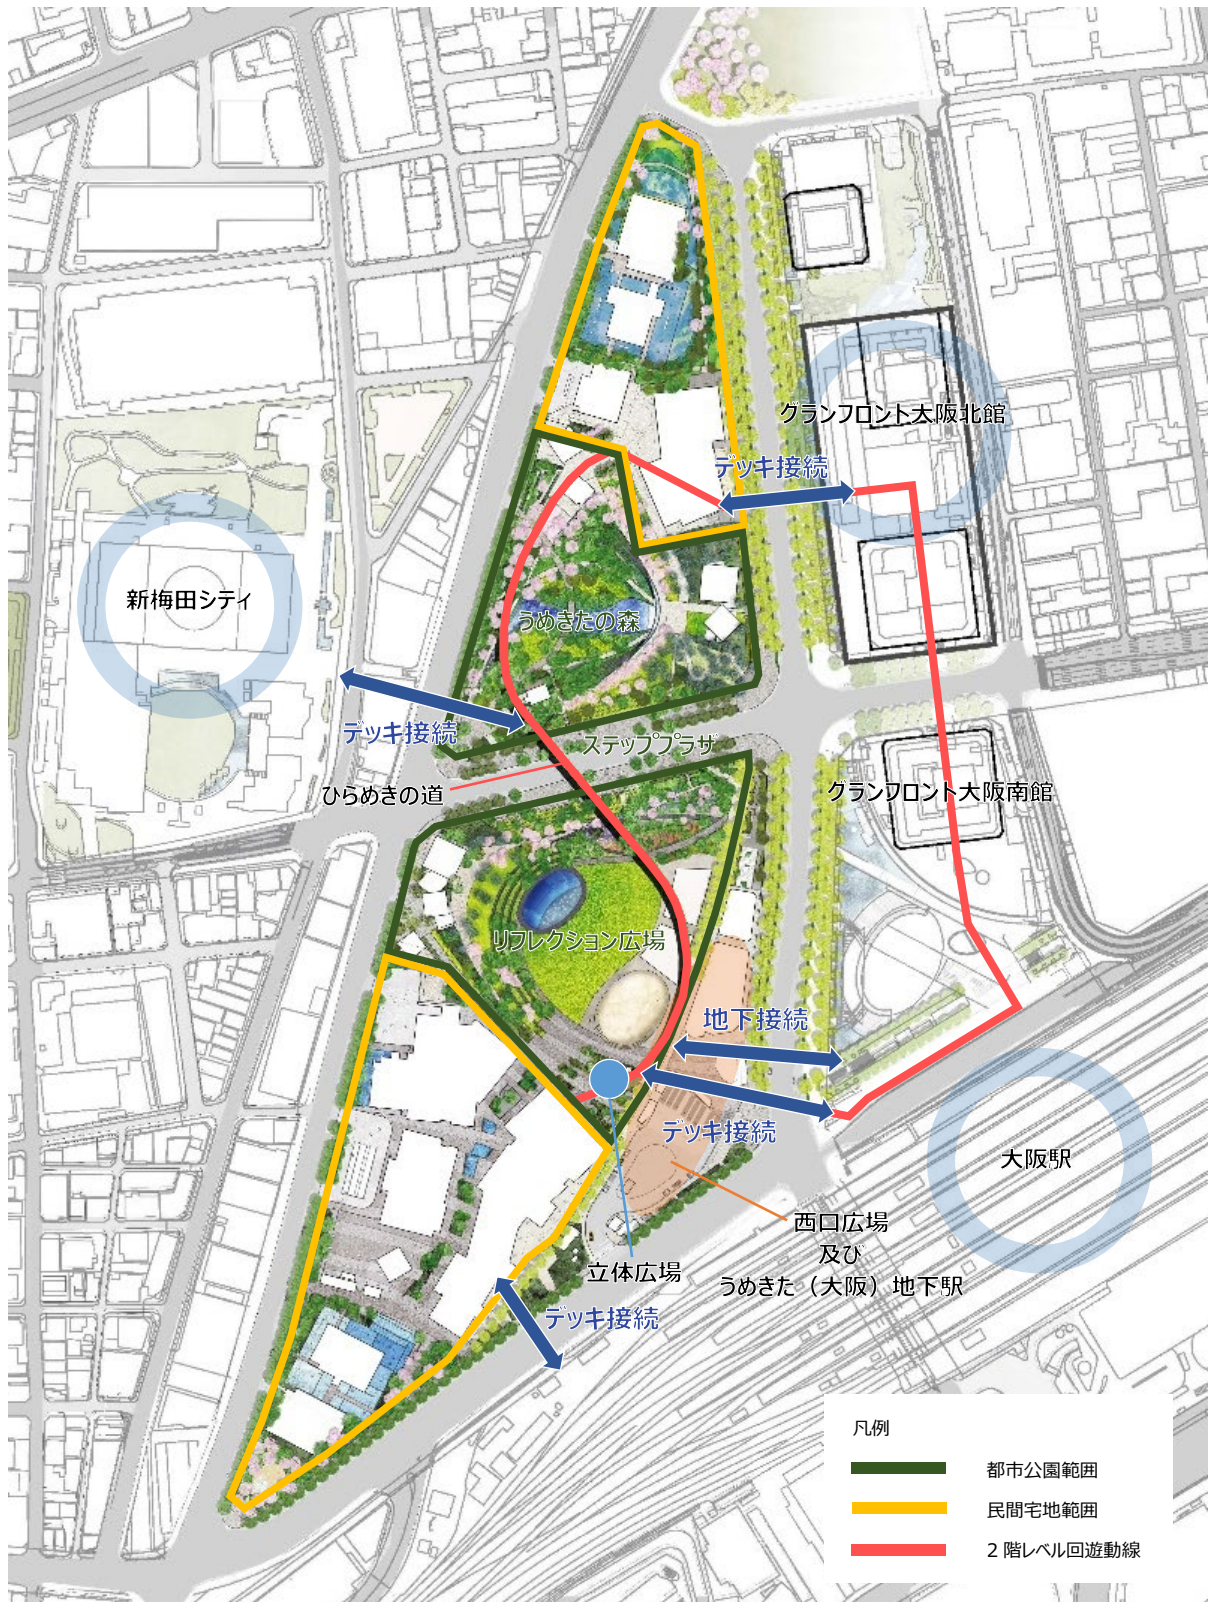 グランフロント大阪北館
デッキ接続
新梅田シティ
うめきたの森
デッキ接続
ステッププラザ
ひらめきの道
グランフロント大阪南館
リフレクション広場
地下接続
デッキ接続
大阪駅
西口広場
及び
うめきた（大阪）地下駅
立体広場
デッキ接続
凡例
都市公園範囲
民間宅地範囲
２階レベル回遊動線